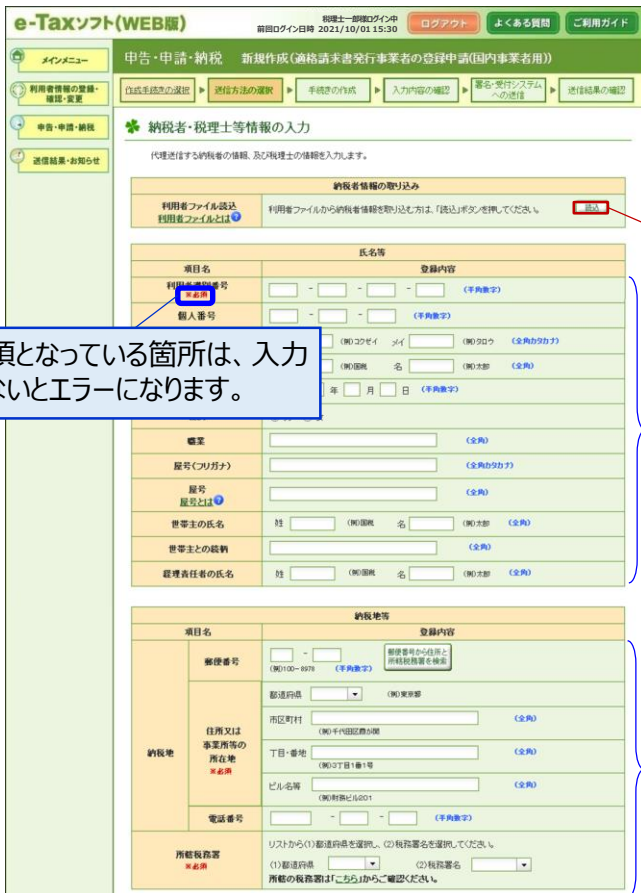 e-Taxソフト(WEB版)
税理士一郎様ログイン中
前回ログイン日時 2021/10/01 15:30
ログアウト
よくある質問
ご利用ガイド
メインメニュー
利用者情報の登録・
確認・変更
申告・申請・納税
送信結果・お知らせ
申告・申請・納税 新規作成(適格請求書発行事業者の登録申請(国内事業者用))
作成手続きの選択
送信方法の選択
手続きの作成
入力内容の確認
署名・受付システム
への送信
送信結果の確認
納税者・税理士等情報の入力
代理送信する納税者の情報、及び税理士の情報を入力します。
納税者情報の取り込み
利用者ファイル読込
利用者ファイルとは?
利用者ファイルから納税者情報を取り込む方は、「読込」ボタンを押してください。
読込
氏名等
項目名 登録内容
利用者識別番号
※必須
- - - (半角数字)
個人番号
- - (半角数字)
(例)コクゼイ メイ (例)タロウ (全角カタカナ)
(例)国税 名 (例)太郎 (全角)
年 月 日 (半角数字)
項となっている箇所は、入力
ないとエラーになります。
職業 (全角)
屋号(フリガナ) (全角カタカナ)
屋号
屋号とは?
(全角)
世帯主の氏名 姓 (例)国税 名 (例)太郎 (全角)
世帯主との続柄 (全角)
経理責任者の氏名 姓 (例)国税 名 (例)太郎 (全角)
納税地等
項目名 登録内容
納税地
郵便番号
-
(例)100-8978 (半角数字)
郵便番号から住所と
所轄税務署を検索
住所又は
事業所等の
所在地
※必須
都道府県 (例)東京都
市区町村 (全角)
(例)千代田区霞が関
丁目・番地 (全角)
(例)3丁目1番1号
ビル名等 (全角)
(例)財務ビル201
電話番号 - - (半角数字)
所轄税務署
※必須
リストから(1)都道府県を選択し、(2)税務署名を選択してください。
(1)都道府県 (2)税務署名
所轄の税務署は「こちら」からご確認ください。